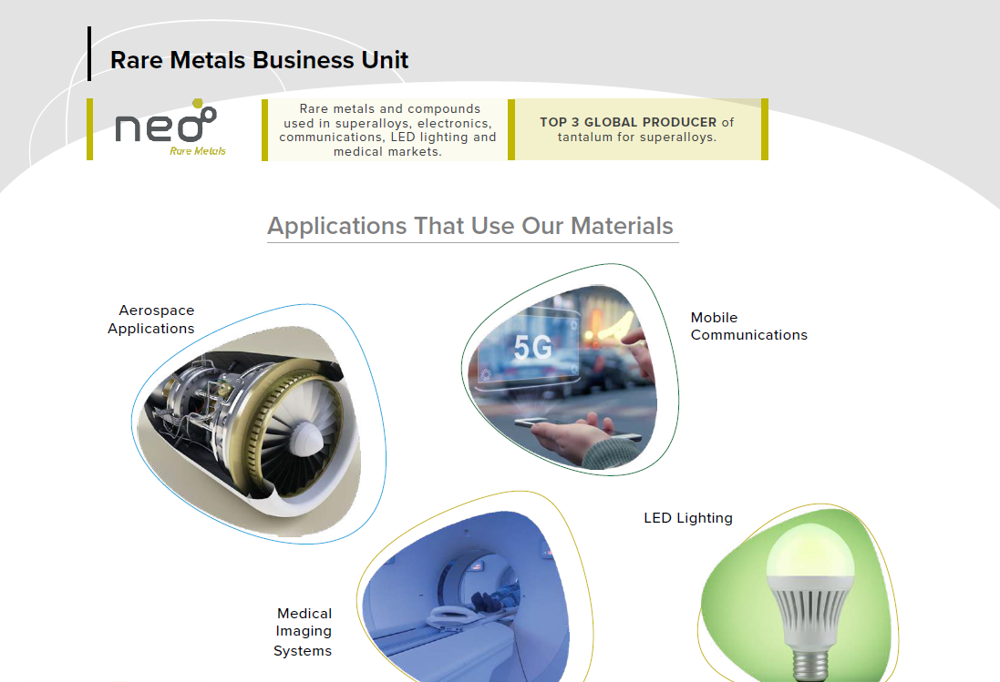 Rare Metals Business Unit
neo
Rare Metals
Rare metals and compounds
used in superalloys, electronics,
communications, LED lighting and
medical markets.
TOP 3 GLOBAL PRODUCER of
tantalum for superalloys.
Applications That Use Our Materials
Aerospace
Applications
5G
Mobile
Communications
LED Lighting
Medical
Imaging
Systems